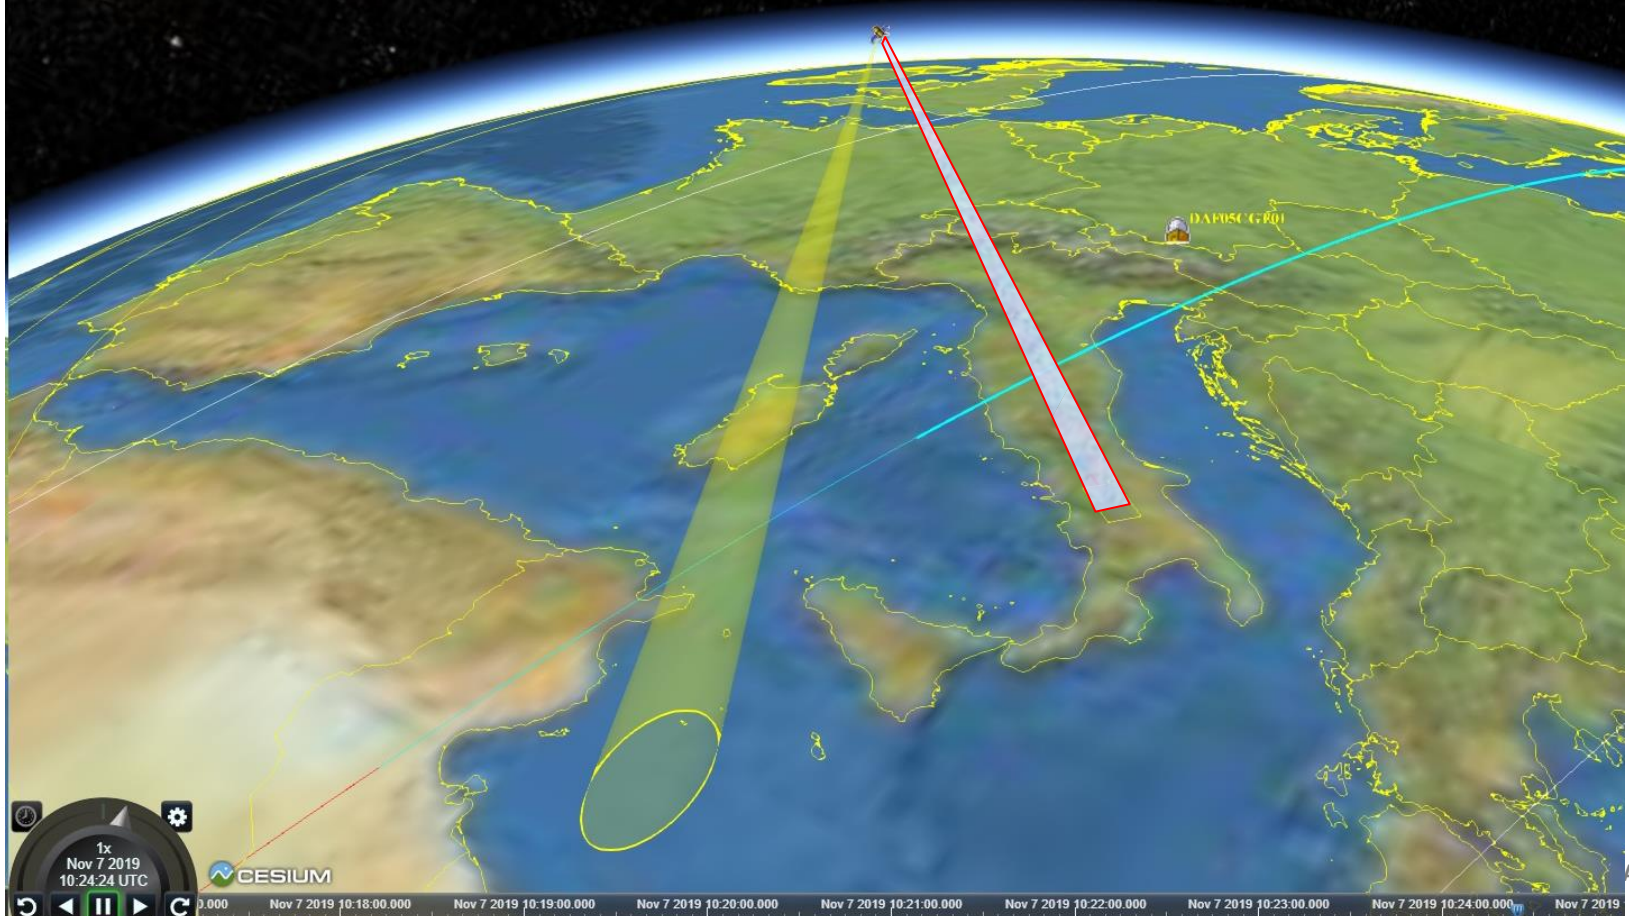 DAF05CGT01
1x
Nov 7 2019
10:24:24 UTC
CESIUM
0.000
Nov 7 2019 10:18:00.000
Nov 7 2019 10:19:00.000
Nov 7 2019 10:20:00.000
Nov 7 2019 10:21:00.000
Nov 7 2019 10:22:00.000
Nov 7 2019 10:23:00.000
Nov 7 2019 10:24:00.000
Nov 7 2019